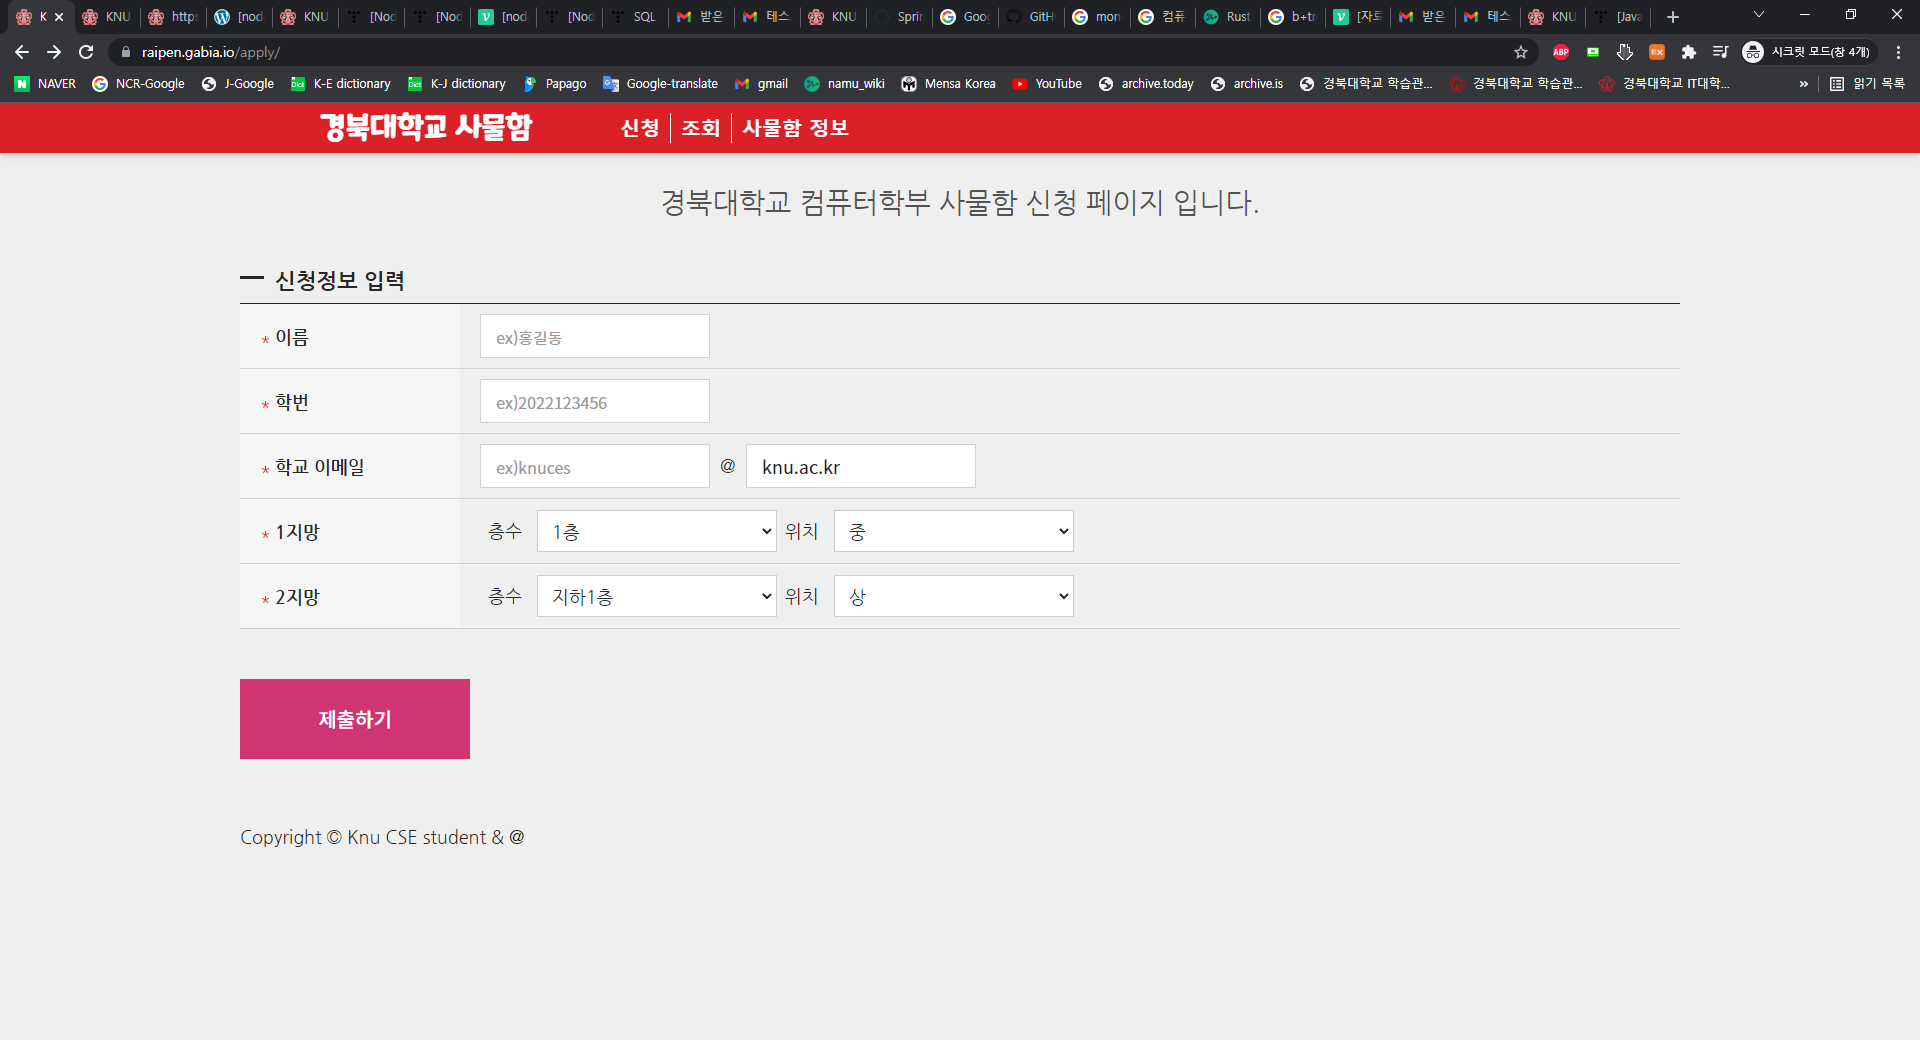 K
KNU
https
[nod
KNU
[Nod
[Nod
[nod
[Nod
SQL
받은
테스
KNU
Sprin
Goog
GitH
mon
컴퓨
Rust
b+tr
[자료
받은
테스
KNU
[Java
raipen.gabia.io/apply/
ABP
시크릿 모드(창 4개)
NAVER
NCR-Google
J-Google
K-E dictionary
K-J dictionary
Papago
Google-translate
gmail
namu_wiki
Mensa Korea
YouTube
archive.today
archive.is
경북대학교 학습관...
경북대학교 학습관...
경북대학교 IT대학...
»
읽기 목록
경북대학교 사물함
신청
조회
사물함 정보
경북대학교 컴퓨터학부 사물함 신청 페이지 입니다.
신청정보 입력
* 이름
ex)홍길동
* 학번
ex)2022123456
* 학교 이메일
ex)knuces @ knu.ac.kr
* 1지망
층수 1층 위치 중
* 2지망
층수 지하1층 위치 상
제출하기
Copyright © Knu CSE student & @